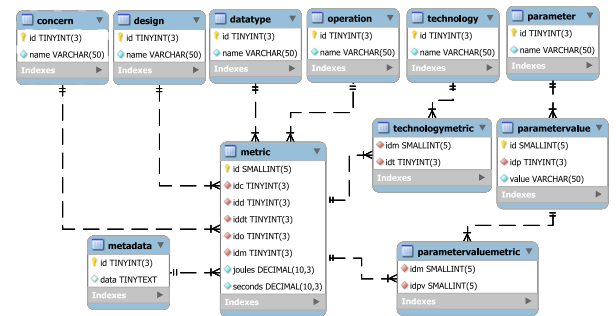 concern
id TINYINT(3)
name VARCHAR(50)
Indexes
design
id TINYINT(3)
name VARCHAR(50)
Indexes
datatype
id TINYINT(3)
name VARCHAR(50)
Indexes
operation
id TINYINT(3)
name VARCHAR(50)
Indexes
technology
id TINYINT(3)
name VARCHAR(50)
Indexes
parameter
id TINYINT(3)
name VARCHAR(50)
Indexes
metric
id SMALLINT(5)
idc TINYINT(3)
idd TINYINT(3)
iddt TINYINT(3)
ido TINYINT(3)
idm TINYINT(3)
joules DECIMAL(10,3)
seconds DECIMAL(10,3)
Indexes
technologymetric
idm SMALLINT(5)
idt TINYINT(3)
Indexes
parametervalue
id SMALLINT(5)
idp TINYINT(3)
value VARCHAR(50)
Indexes
metadata
id TINYINT(3)
data TINYTEXT
Indexes
parametervaluemetric
idm SMALLINT(5)
idpv SMALLINT(5)
Indexes